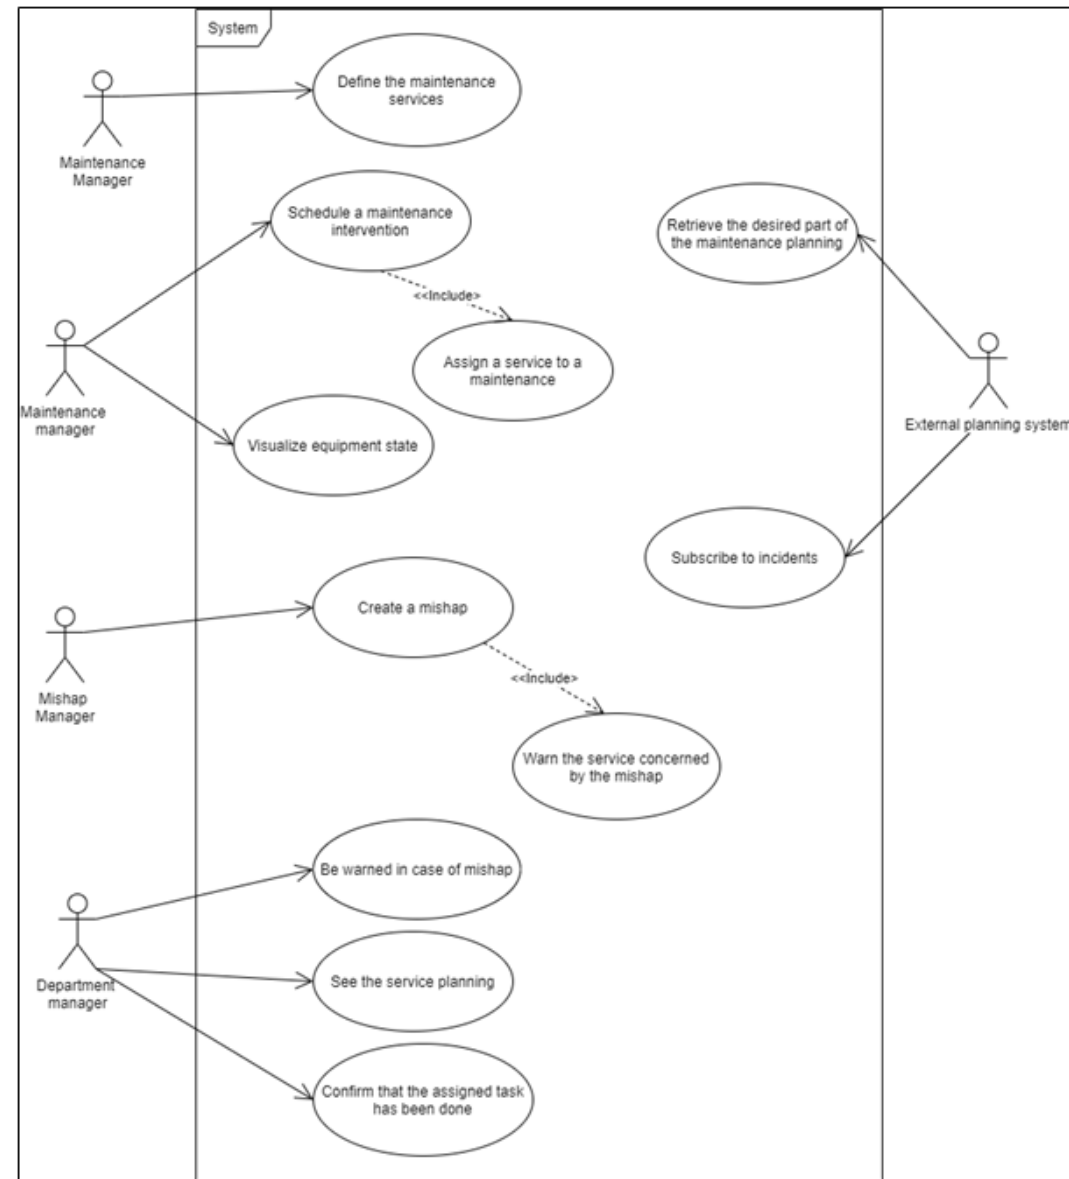 System
Define the maintenance
services
Maintenance
Manager
Schedule a maintenance
intervention
Retrieve the desired part of
the maintenance planning
<<Include>
Assign a service to a
maintenance
Maintenance
manager
External planning system
Visualize equipment state
Subscribe to incidents
Create a mishap
Mishap
Manager
<<Include>
Warn the service concerned
by the mishap
Be warned in case of mishap
Department
manager
See the service planning
Confirm that the assigned task
has been done